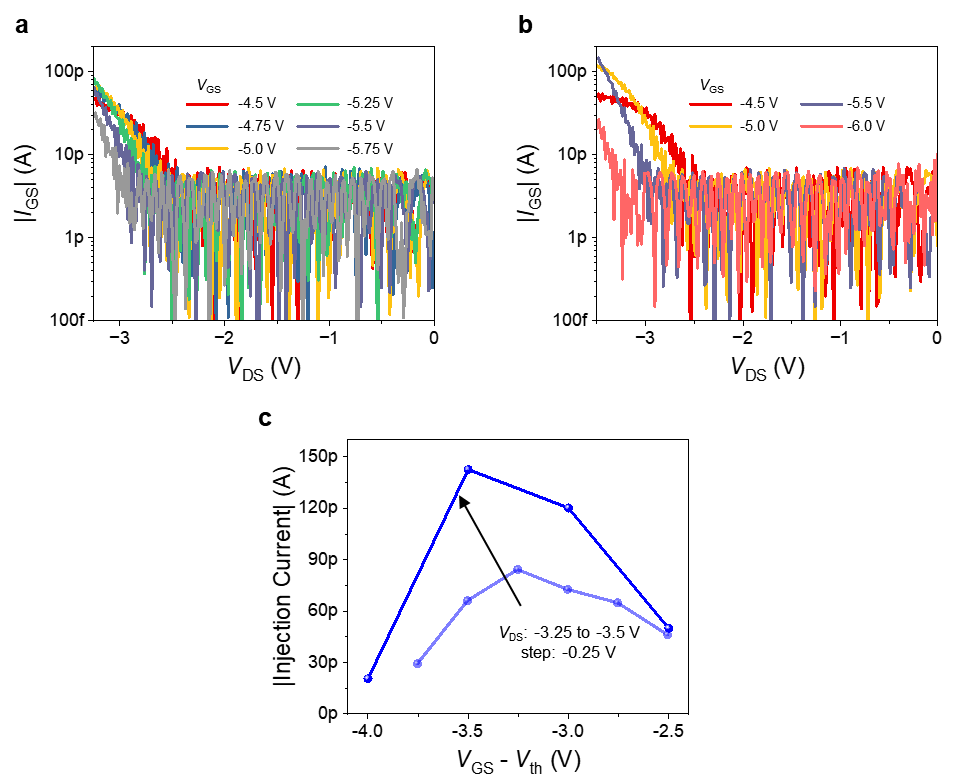 a
100p
10p
1p
100f
|IGS| (A)
VGS
-4.5 V
-4.75 V
-5.0 V
-5.25 V
-5.5 V
-5.75 V
−3
−2
−1
0
VDS (V)
b
100p
10p
1p
100f
|IGS| (A)
VGS
-4.5 V
-5.0 V
-5.5 V
-6.0 V
−3
−2
−1
0
VDS (V)
c
150p
120p
90p
60p
30p
0p
|Injection Current| (A)
VDS: -3.25 to -3.5 V
step: -0.25 V
-4.0
-3.5
-3.0
-2.5
VGS - Vth (V)